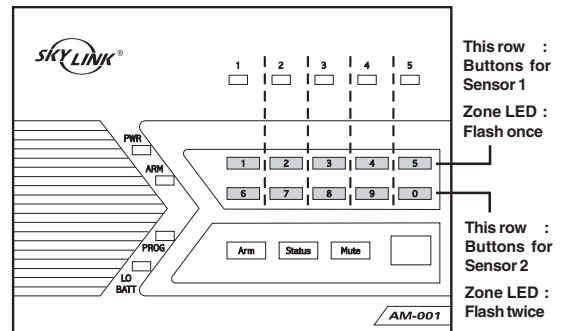 SKYLINK®
1 2 3 4 5
This row :
Buttons for
Sensor 1
Zone LED :
Flash once
PWR
ARM
1 2 3 4 5
6 7 8 9 0
PROG
LO
BATT
Arm Status Mute
This row :
Buttons for
Sensor 2
Zone LED :
Flash twice
AM-001